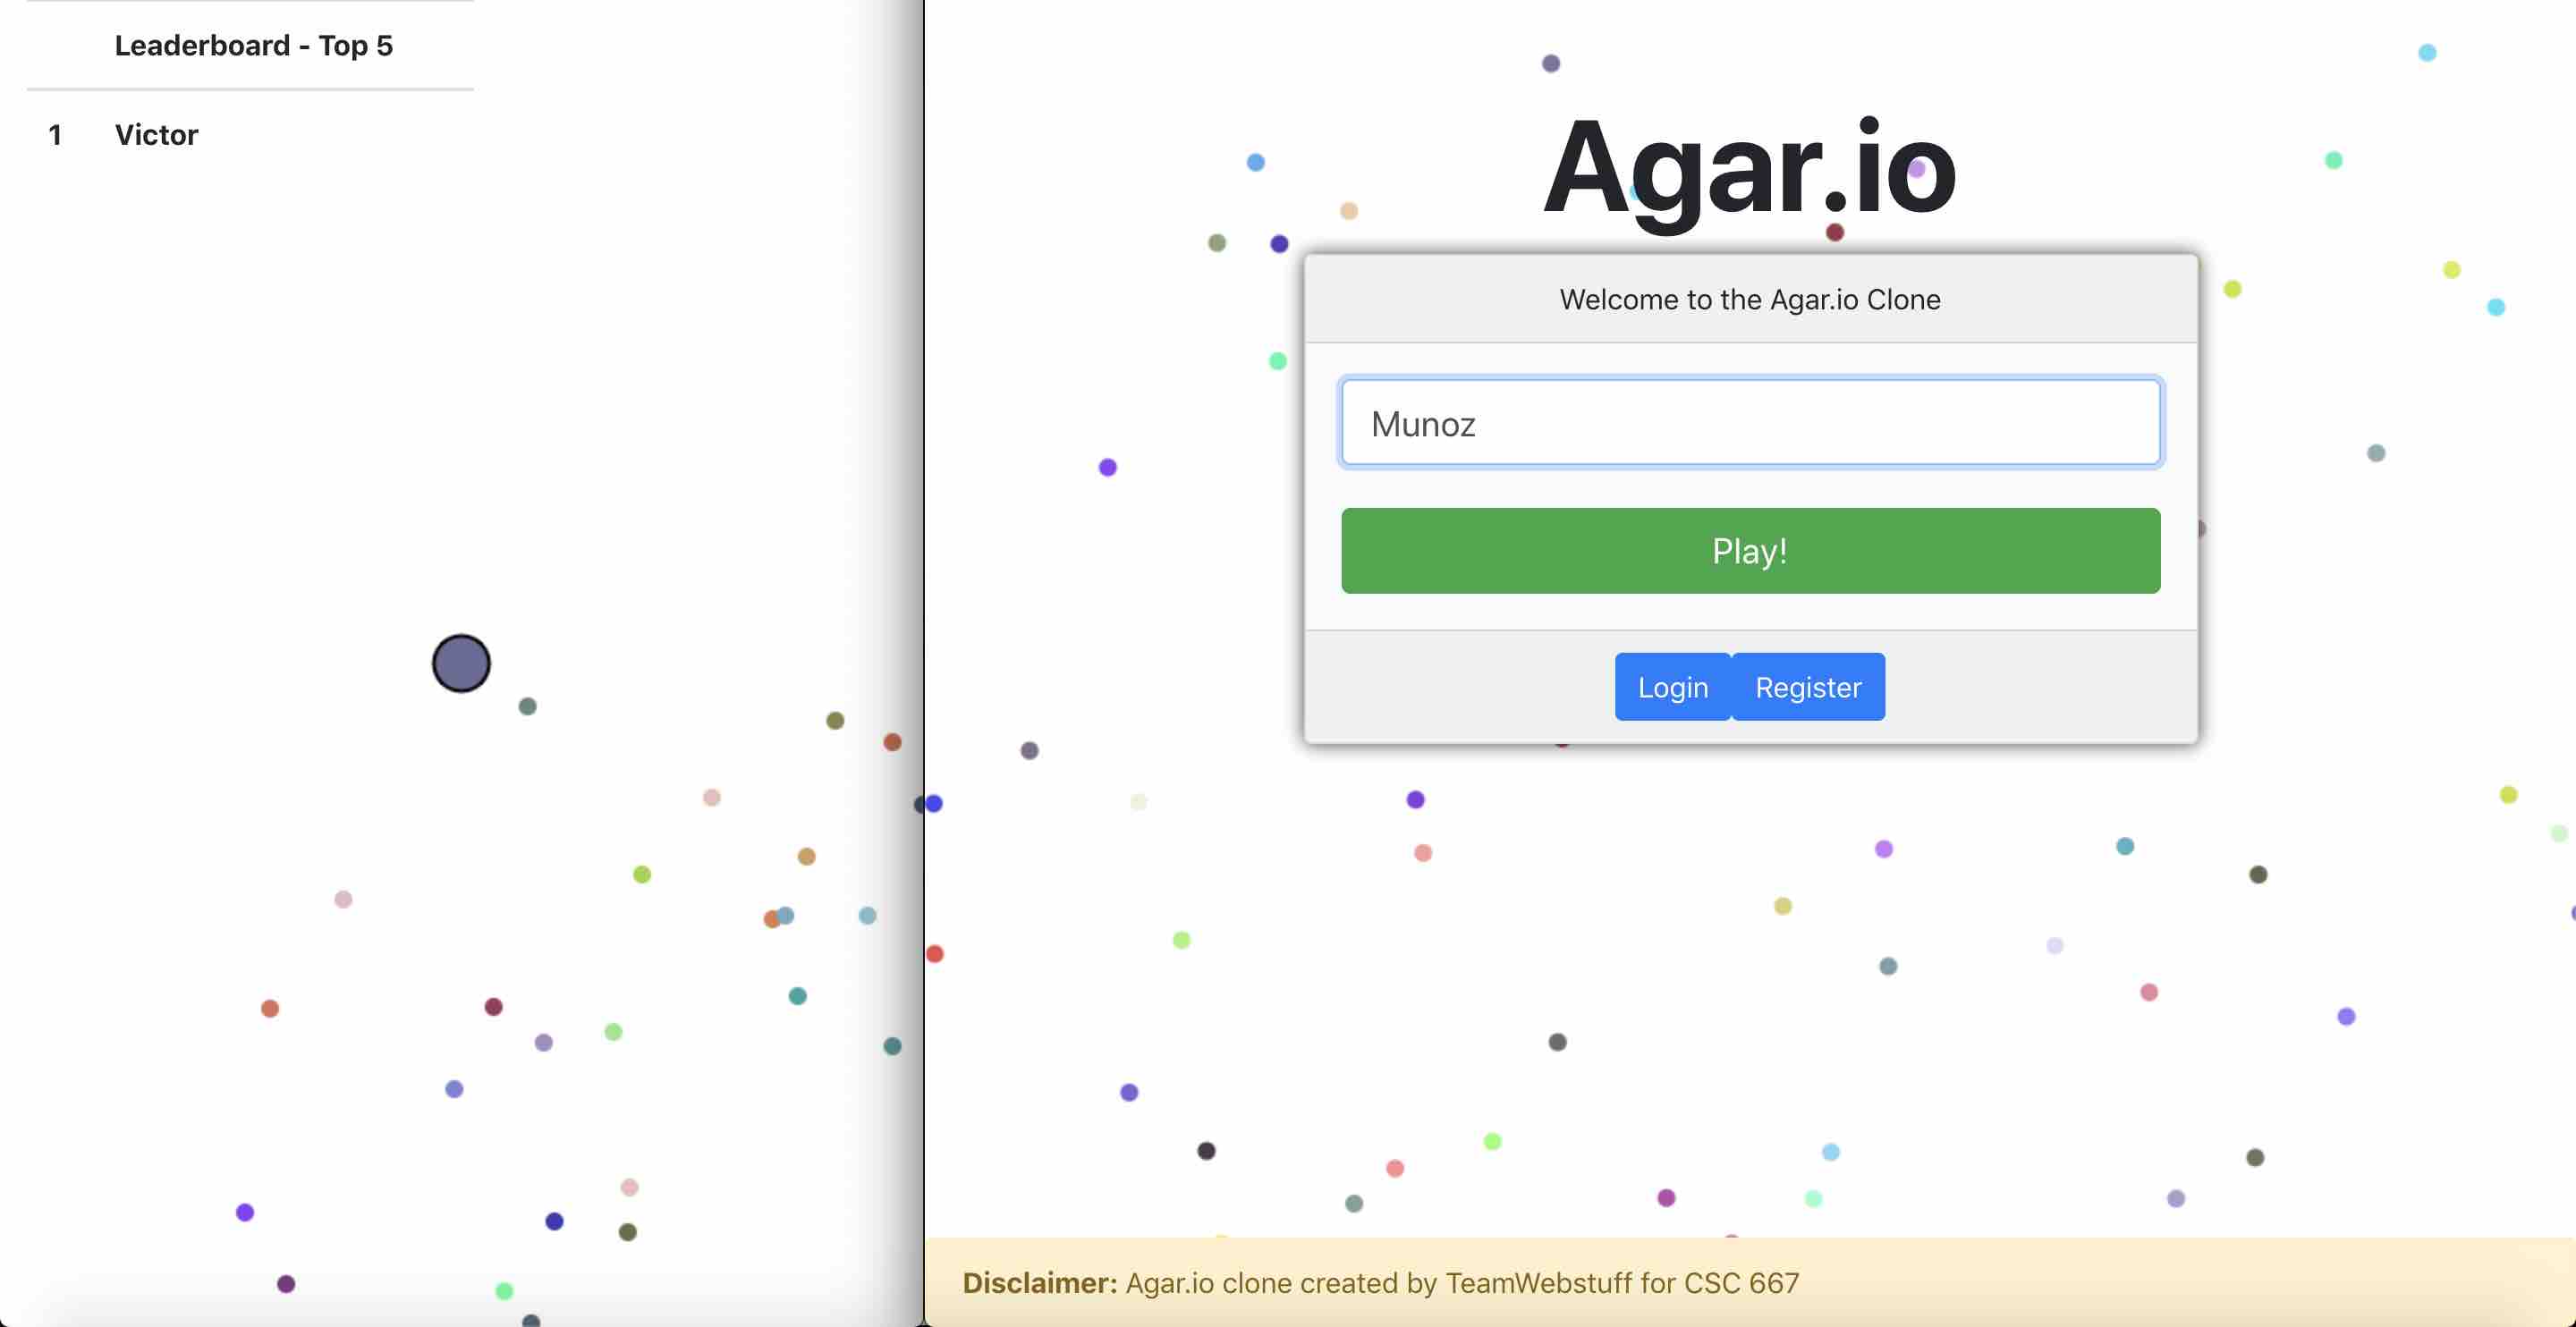 Leaderboard - Top 5
1 Victor
Agar.io
Welcome to the Agar.io Clone
Munoz
Play!
Login Register
Disclaimer: Agar.io clone created by TeamWebstuff for CSC 667